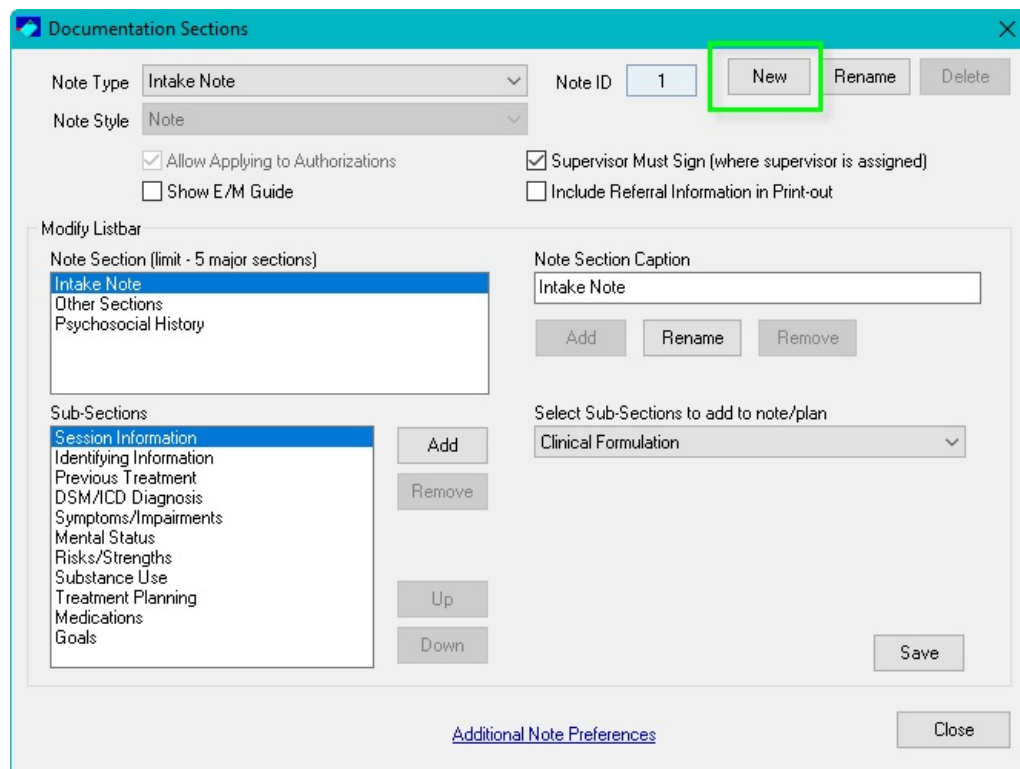 Documentation Sections
Note Type Intake Note Note ID 1 New Rename Delete
Note Style Note
Allow Applying to Authorizations Supervisor Must Sign (where supervisor is assigned)
Show E/M Guide Include Referral Information in Print-out
Modify Listbar
Note Section (limit - 5 major sections) Note Section Caption
Intake Note Intake Note
Other Sections
Psychosocial History
Add Rename Remove
Sub-Sections Select Sub-Sections to add to note/plan
Session Information Add Clinical Formulation
Identifying Information
Previous Treatment
DSM/ICD Diagnosis Remove
Symptoms/Impairments
Mental Status
Risks/Strengths
Substance Use
Treatment Planning Up
Medications
Goals Down
Save
Additional Note Preferences Close